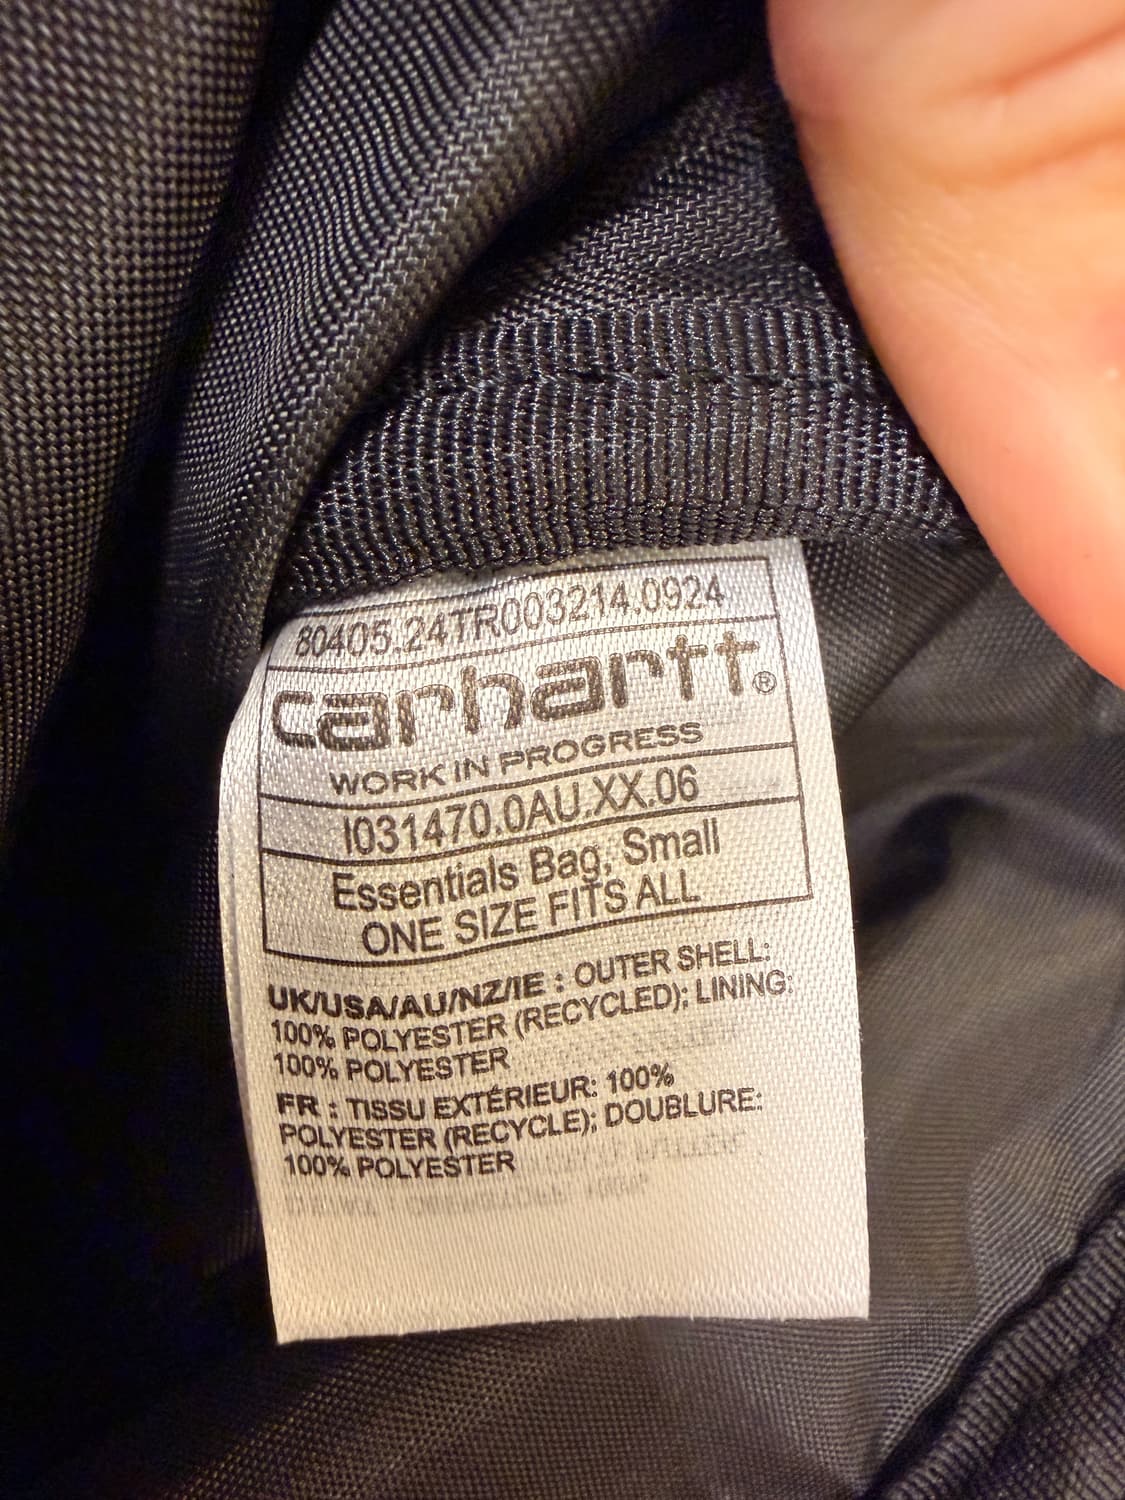 80405.24TR003214.0924
carhartt®
WORK IN PROGRESS
I031470.0AU.XX.06
Essentials Bag, Small
ONE SIZE FITS ALL
UK/USA/AU/NZ/IE : OUTER SHELL:
100% POLYESTER (RECYCLED); LINING:
100% POLYESTER
FR : TISSU EXTÉRIEUR: 100%
POLYESTER (RECYCLE); DOUBLURE:
100% POLYESTER